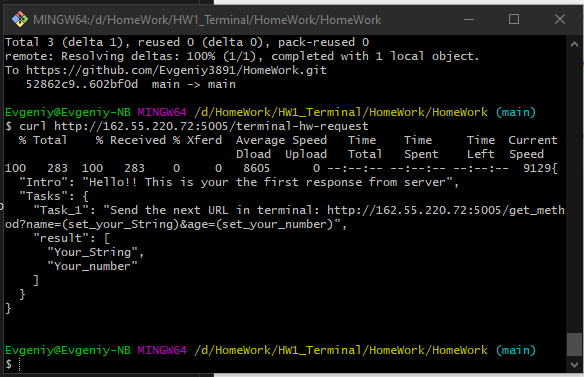 MINGW64:/d/HomeWork/HW1_Terminal/HomeWork/HomeWork
Total 3 (delta 1), reused 0 (delta 0), pack-reused 0
remote: Resolving deltas: 100% (1/1), completed with 1 local object.
To https://github.com/Evgeniy3891/HomeWork.git
   52862c9..602bf0d  main -> main
Evgeniy@Evgeniy-NB MINGW64 /d/HomeWork/HW1_Terminal/HomeWork/HomeWork (main)
$ curl http://162.55.220.72:5005/terminal-hw-request
  % Total    % Received % Xferd  Average Speed   Time    Time     Time  Current
                                 Dload  Upload   Total   Spent    Left  Speed
100   283  100   283    0     0   8605      0 --:--:-- --:--:-- --:--:--  9129{
  "Intro": "Hello!! This is your the first response from server",
  "Tasks": {
    "Task_1": "Send the next URL in terminal: http://162.55.220.72:5005/get_meth
od?name=(set_your_String)&age=(set_your_number)",
    "result": [
      "Your_String",
      "Your_number"
    ]
  }
}
Evgeniy@Evgeniy-NB MINGW64 /d/HomeWork/HW1_Terminal/HomeWork/HomeWork (main)
$